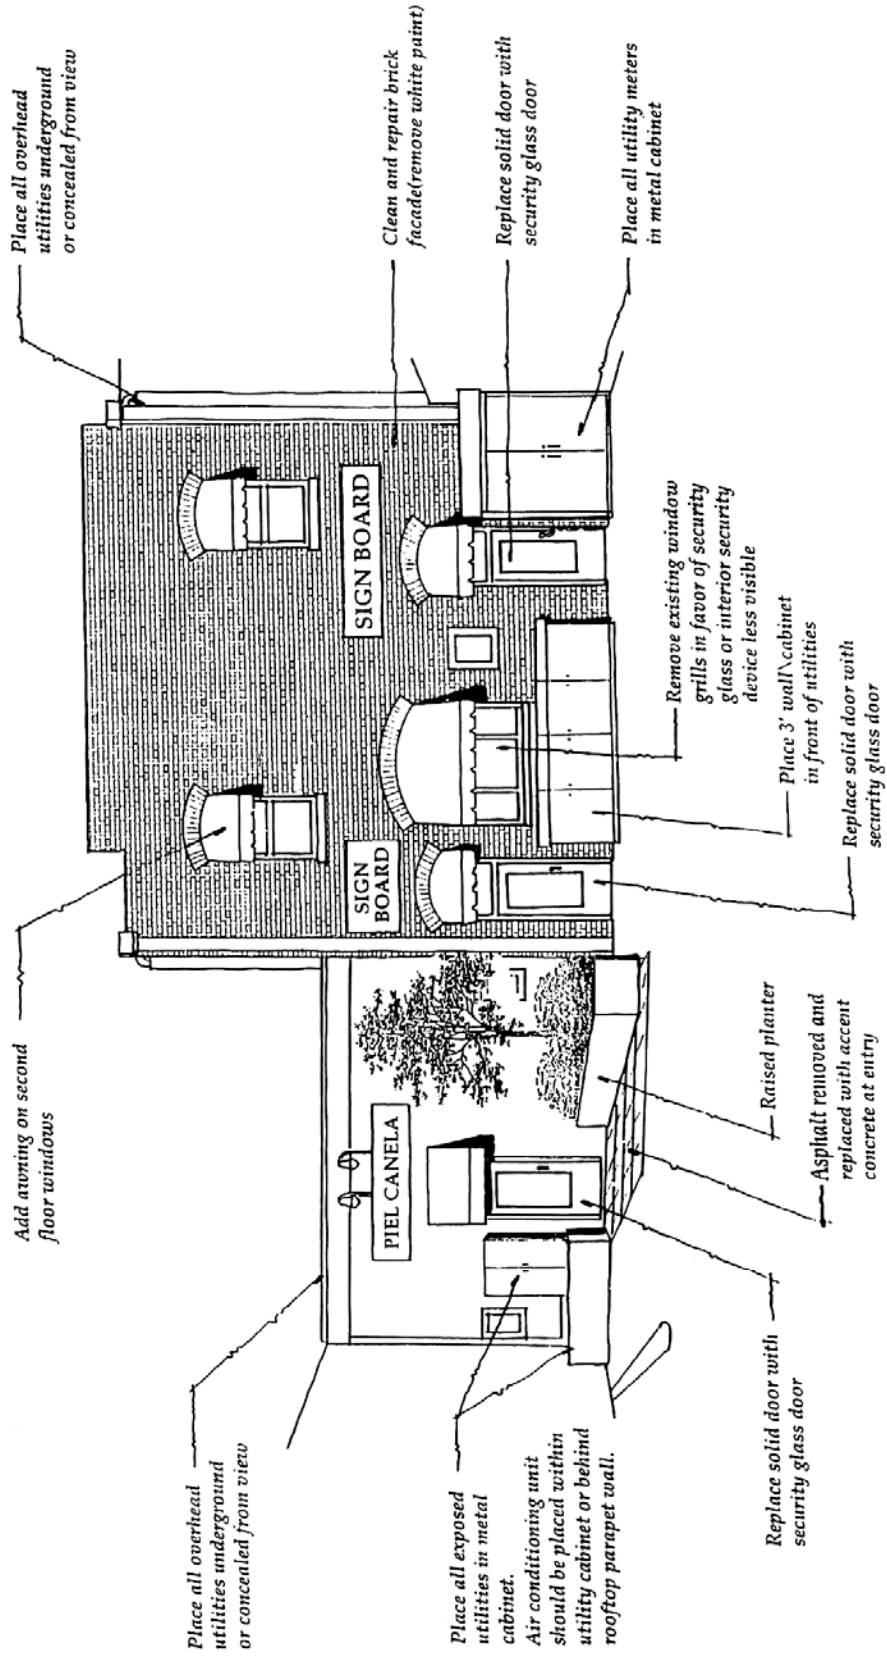 Place all overhead
utilities underground
or concealed from view
Add awning on second
floor windows
Place all overhead
utilities underground
or concealed from view
Clean and repair brick
facade(remove white paint)
Replace solid door with
security glass door
Place all utility meters
in metal cabinet
SIGN BOARD
SIGN
BOARD
PIEL CANELA
Place all exposed
utilities in metal
cabinet.
Air conditioning unit
should be placed within
utility cabinet or behind
rooftop parapet wall.
Replace solid door with
security glass door
Asphalt removed and
replaced with accent
concrete at entry
Raised planter
Replace solid door with
security glass door
Place 3' wall\cabinet
in front of utilities
Remove existing window
grills in favor of security
glass or interior security
device less visible